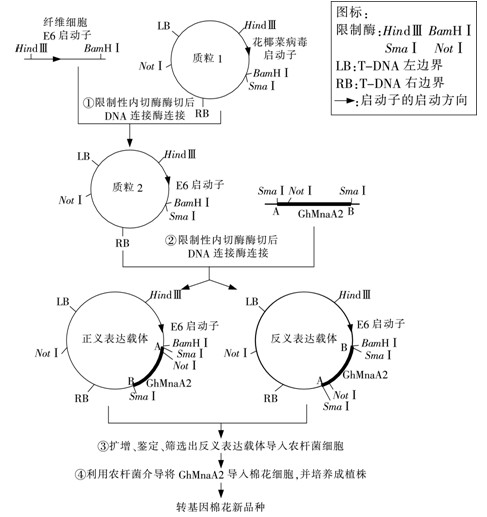 纤维细胞
E6 启动子
HindⅢ
BamHⅠ
LB
HindⅢ
NotⅠ
质粒1
花椰菜病毒
启动子
BamHⅠ
SmaⅠ
RB
图标:
限制酶:HindⅢ BamHⅠ
SmaⅠ NotⅠ
LB:T-DNA 左边界
RB:T-DNA 右边界
:启动子的启动方向
①限制性内切酶酶切后
DNA 连接酶连接
LB
HindⅢ
质粒2
E6 启动子
NotⅠ
BamHⅠ
SmaⅠ
RB
SmaⅠ NotⅠ SmaⅠ
A GhMnaA2 B
②限制性内切酶酶切后
DNA 连接酶连接
LB
HindⅢ
E6 启动子
正义表达载体
A
BamHⅠ
SmaⅠ
NotⅠ
NotⅠ
B
GhMnaA2
RB
SmaⅠ
LB
HindⅢ
E6 启动子
反义表达载体
B
BamHⅠ
SmaⅠ
NotⅠ
GhMnaA2
A
NotⅠ
RB
SmaⅠ
③扩增、鉴定、筛选出反义表达载体导入农杆菌细胞
④利用农杆菌介导将 GhMnaA2 导入棉花细胞,并培养成植株
转基因棉花新品种